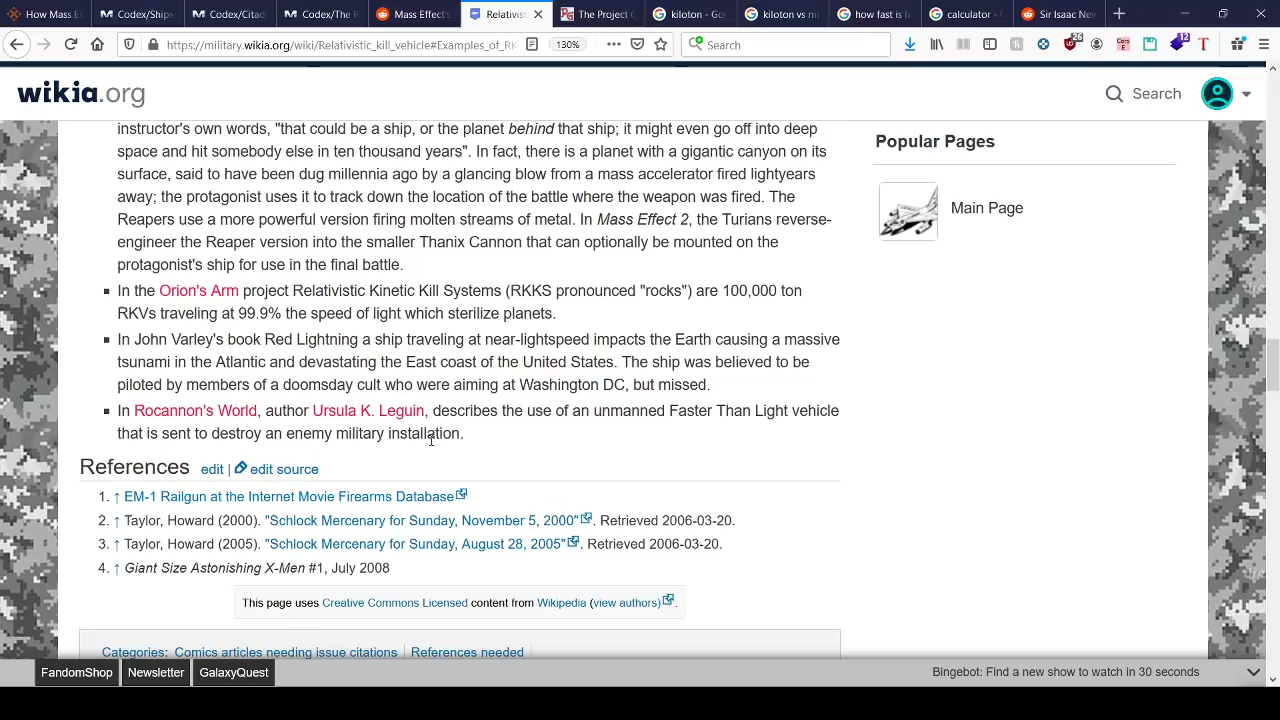 How Mass E
Codex/Ships
Codex/Citad
Codex/The R
Mass Effect's
Relativist
The Project G
kiloton - Goo
kiloton vs me
how fast is l
calculator - G
Sir Isaac New
https://military.wikia.org/wiki/Relativistic_kill_vehicle#Examples_of_RK
130%
Search
26
12
wikia.org
Search
instructor's own words, "that could be a ship, or the planet behind that ship; it might even go off into deep
space and hit somebody else in ten thousand years". In fact, there is a planet with a gigantic canyon on its
surface, said to have been dug millennia ago by a glancing blow from a mass accelerator fired lightyears
away; the protagonist uses it to track down the location of the battle where the weapon was fired. The
Reapers use a more powerful version firing molten streams of metal. In Mass Effect 2, the Turians reverse-
engineer the Reaper version into the smaller Thanix Cannon that can optionally be mounted on the
protagonist's ship for use in the final battle.
In the Orion's Arm project Relativistic Kinetic Kill Systems (RKKS pronounced "rocks") are 100,000 ton
RKVs traveling at 99.9% the speed of light which sterilize planets.
In John Varley's book Red Lightning a ship traveling at near-lightspeed impacts the Earth causing a massive
tsunami in the Atlantic and devastating the East coast of the United States. The ship was believed to be
piloted by members of a doomsday cult who were aiming at Washington DC, but missed.
In Rocannon's World, author Ursula K. Leguin, describes the use of an unmanned Faster Than Light vehicle
that is sent to destroy an enemy military installation.
Popular Pages
Main Page
References edit | edit source
1. ↑ EM-1 Railgun at the Internet Movie Firearms Database
2. ↑ Taylor, Howard (2000). "Schlock Mercenary for Sunday, November 5, 2000". Retrieved 2006-03-20.
3. ↑ Taylor, Howard (2005). "Schlock Mercenary for Sunday, August 28, 2005". Retrieved 2006-03-20.
4. ↑ Giant Size Astonishing X-Men #1, July 2008
This page uses Creative Commons Licensed content from Wikipedia (view authors).
Categories: Comics articles needing issue citations | References needed
FandomShop Newsletter GalaxyQuest
Bingebot: Find a new show to watch in 30 seconds